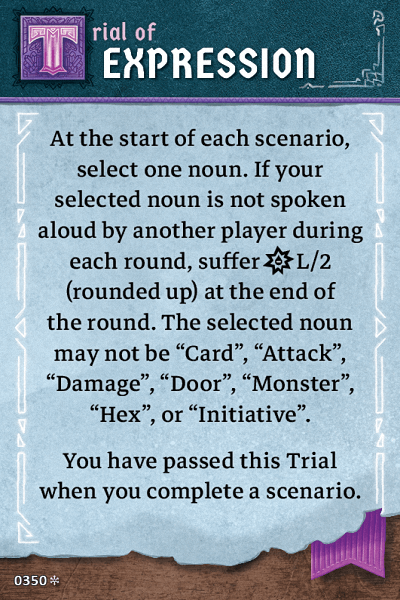 Trial of
EXPRESSION
At the start of each scenario,
select one noun. If your
selected noun is not spoken
aloud by another player during
each round, suffer L/2
(rounded up) at the end of
the round. The selected noun
may not be “Card”, “Attack”,
“Damage”, “Door”, “Monster”,
“Hex”, or “Initiative”.
You have passed this Trial
when you complete a scenario.
0350